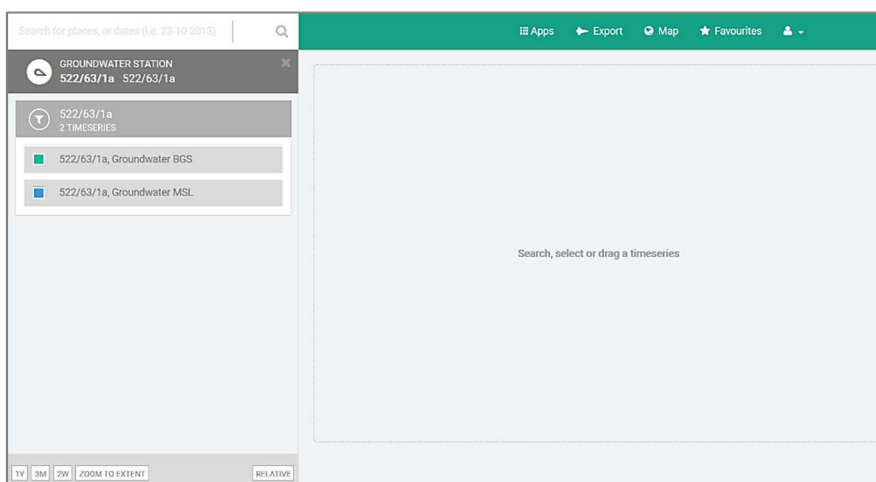 Search for places, or dates (i.e. 23-10-2013)
Apps Export Map Favourites
GROUNDWATER STATION
522/63/1a 522/63/1a
522/63/1a
2 TIMESERIES
522/63/1a, Groundwater BGS
522/63/1a, Groundwater MSL
Search, select or drag a timeseries
1Y 3M 2W ZOOM TO EXTENT RELATIVE